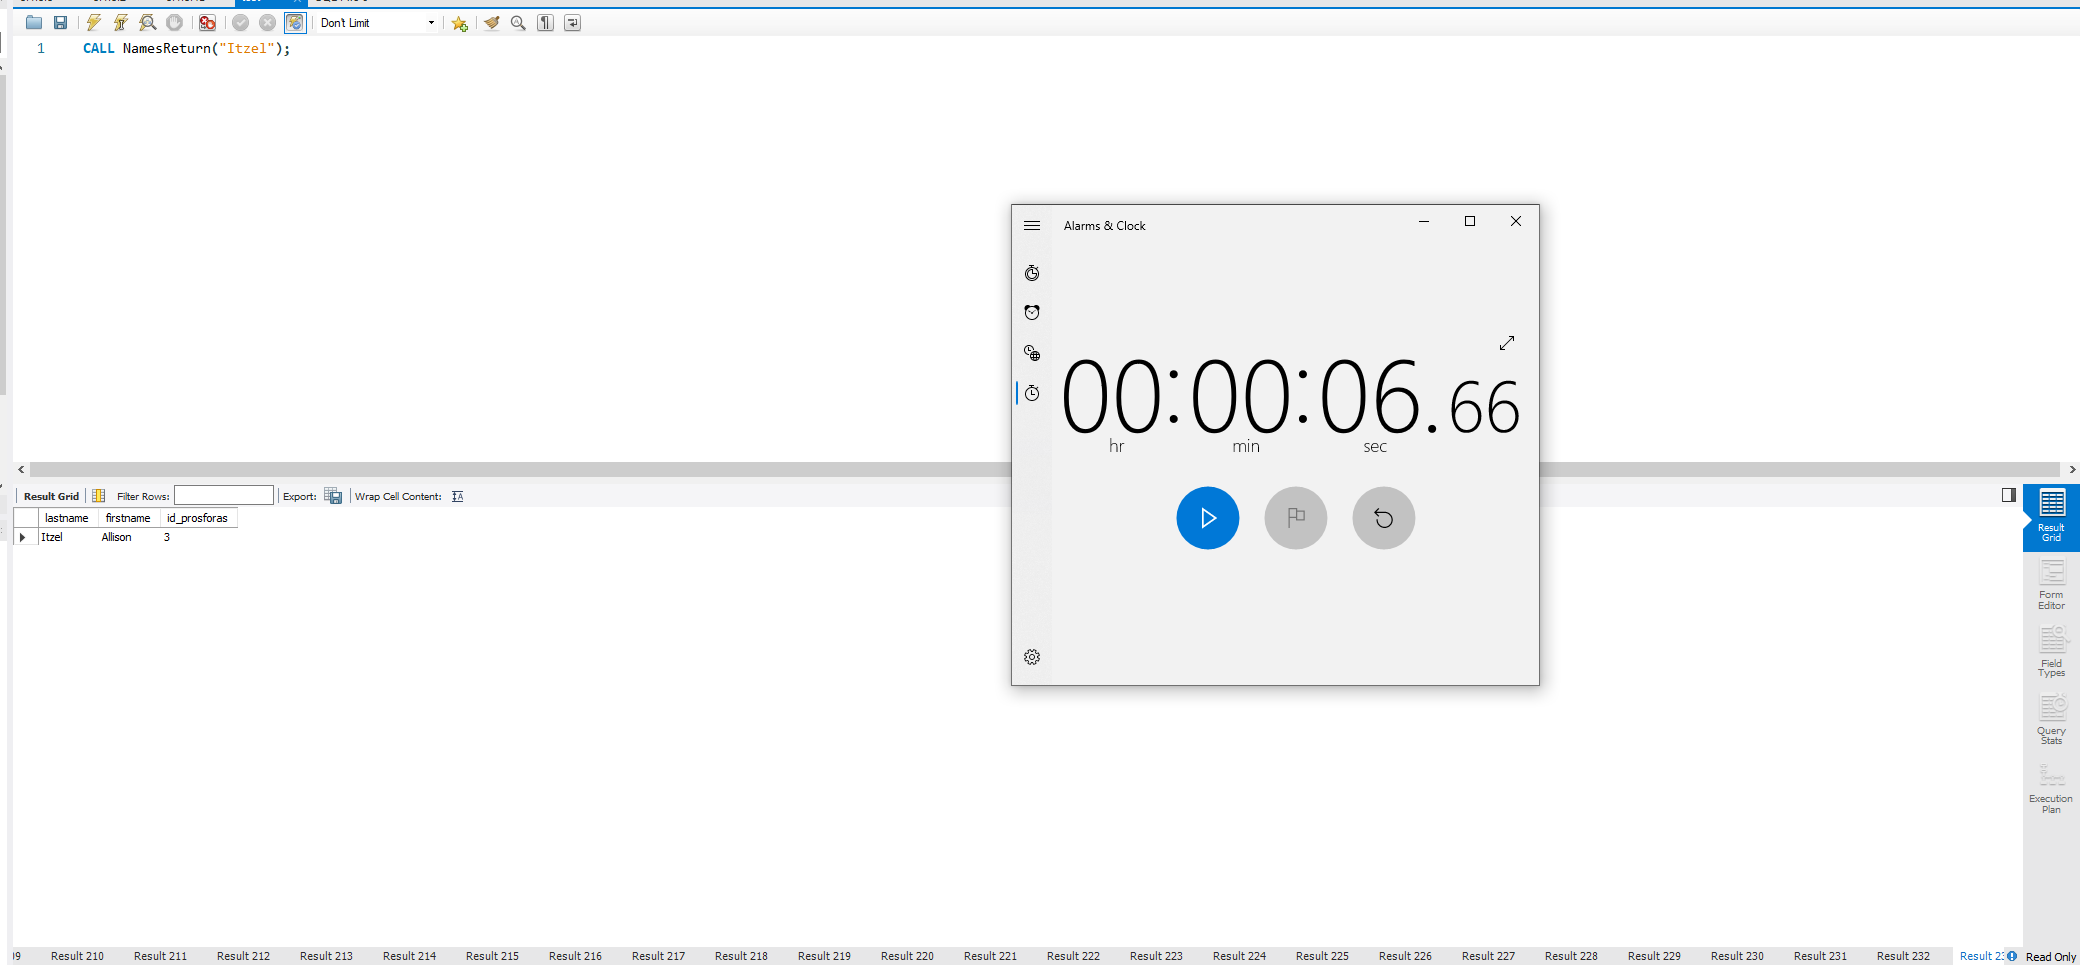 Don't Limit
1 CALL NamesReturn("Itzel");
Alarms & Clock
00:00:06.66
hr min sec
Result Grid Filter Rows: Export: Wrap Cell Content:
lastname firstname id_prosforas
Itzel Allison 3
Result
Grid
Form
Editor
Field
Types
Query
Stats
Execution
Plan
Result 210 Result 211 Result 212 Result 213 Result 214 Result 215 Result 216 Result 217 Result 218 Result 219 Result 220 Result 221 Result 222 Result 223 Result 224 Result 225 Result 226 Result 227 Result 228 Result 229 Result 230 Result 231 Result 232 Result 23 Read Only